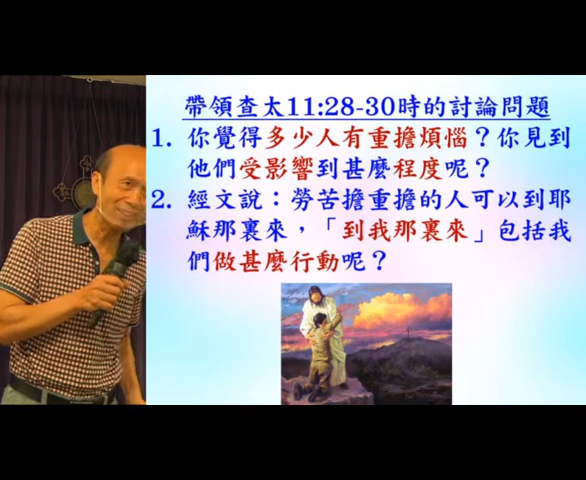 帶領查太11:28-30時的討論問題
1. 你覺得多少人有重擔煩惱？你見到
他們受影響到甚麼程度呢？
2. 經文說：勞苦擔重擔的人可以到耶
穌那裏來，「到我那裏來」包括我
們做甚麼行動呢？